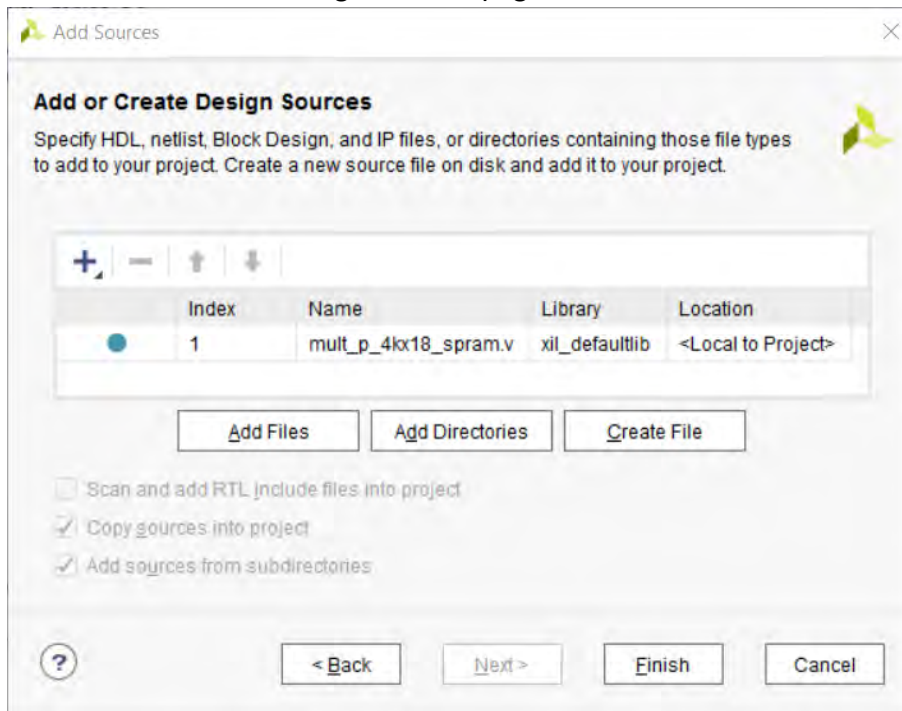 Add Sources
Add or Create Design Sources
Specify HDL, netlist, Block Design, and IP files, or directories containing those file types
to add to your project. Create a new source file on disk and add it to your project.
Index Name Library Location
1 mult_p_4kx18_spram.v xil_defaultlib <Local to Project>
Add Files Add Directories Create File
Scan and add RTL include files into project
Copy sources into project
Add sources from subdirectories
? < Back Next > Finish Cancel